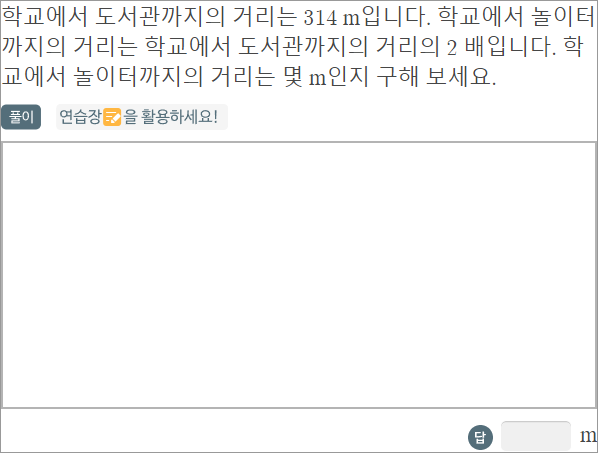 학교에서 도서관까지의 거리는 314 m입니다. 학교에서 놀이터
까지의 거리는 학교에서 도서관까지의 거리의 2 배입니다. 학
교에서 놀이터까지의 거리는 몇 m인지 구해 보세요.
풀이 연습장을 활용하세요!
답 m